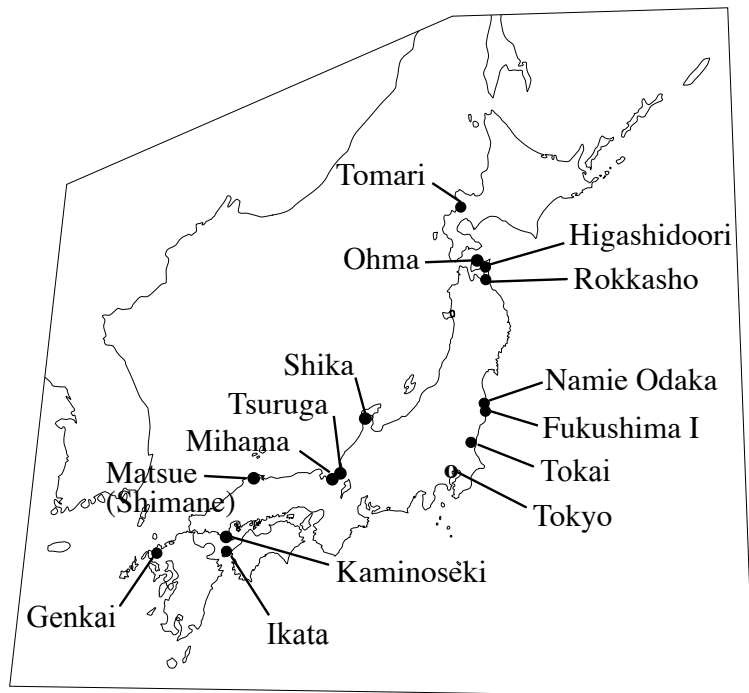 Tomari
Higashidoori
Ohma
Rokkasho
Shika
Namie Odaka
Tsuruga
Fukushima I
Mihama
Matsue
(Shimane)
Tokai
Tokyo
Kaminoseki
Genkai
Ikata